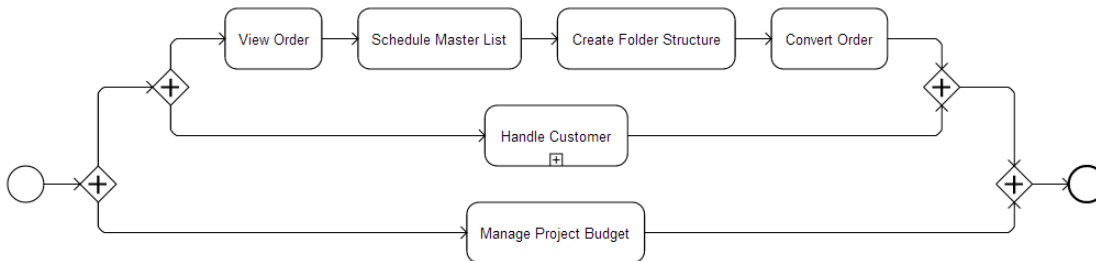 View Order
Schedule Master List
Create Folder Structure
Convert Order
Handle Customer
Manage Project Budget